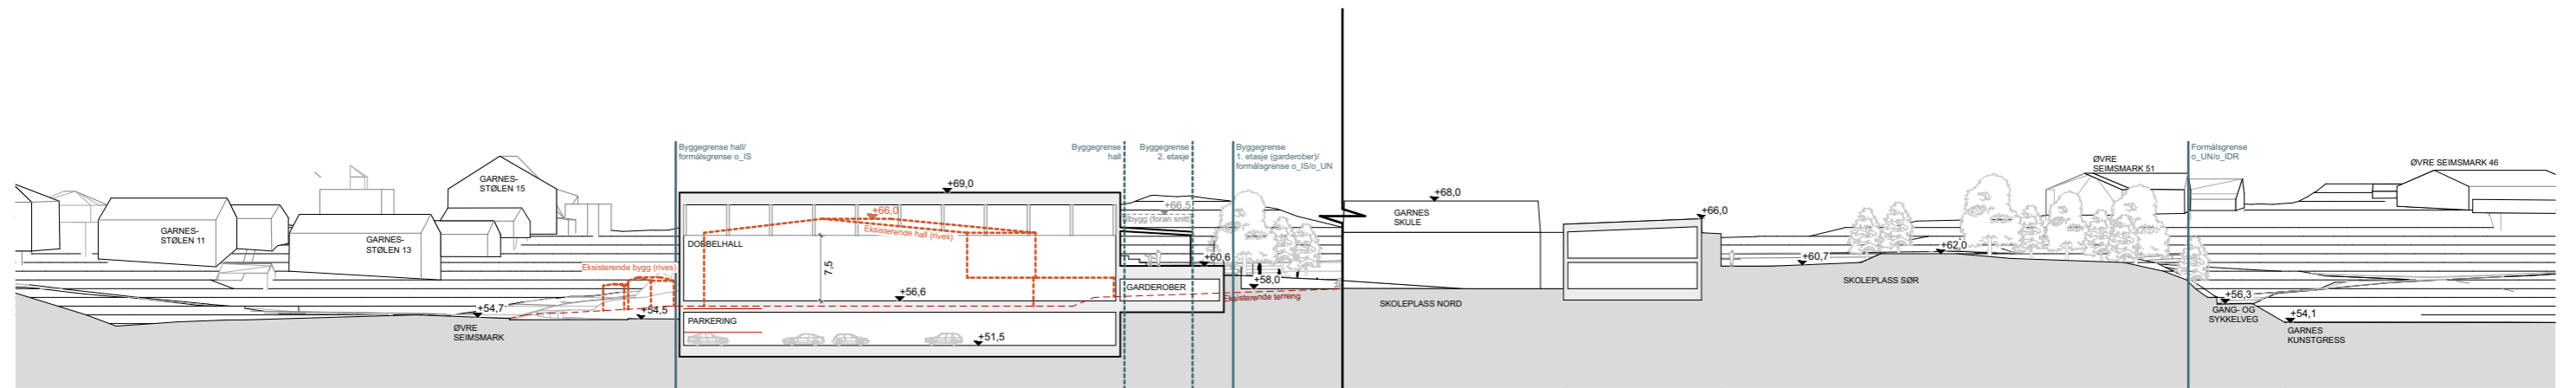 GARNES-
STØLEN 11
GARNES-
STØLEN 13
GARNES-
STØLEN 15
Eksisterende bygg (rives)
+54,7
ØVRE
SEIMSMARK
+54,5
Byggegrense hall/
formålsgrense o_IS
+69,0
+66,0
Eksisterende hall (rives)
DOBBELHALL
7,5
+56,6
PARKERING
+51,5
Byggegrense
hall
Byggegrense
2. etasje
Byggegrense
1. etasje (garderober)/
formålsgrense o_IS/o_UN
+66,5
bygg (foran snitt
+60,6
GARDEROBER
+58,0
Eksisterende terreng
+68,0
GARNES
SKULE
SKOLEPLASS NORD
+66,0
+60,7
+62,0
SKOLEPLASS SØR
ØVRE
SEIMSMARK 51
Formålsgrense
o_UN/o_IDR
+56,3
GANG- OG
SYKKELVEG
+54,1
GARNES
KUNSTGRESS
ØVRE SEIMSMARK 46